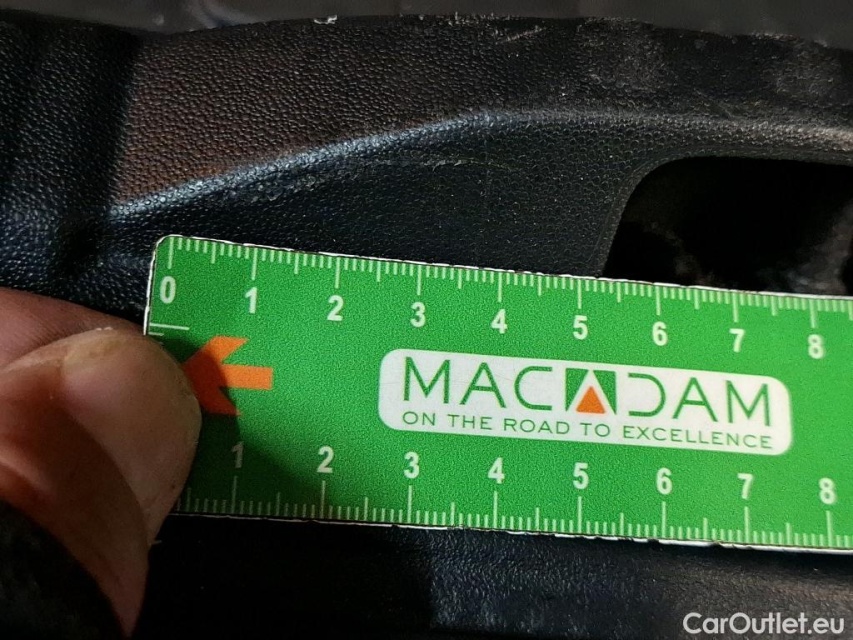 0 1 2 3 4 5 6 7 8
MACADAM
ON THE ROAD TO EXCELLENCE
1 2 3 4 5 6 7 8
CarOutlet.eu